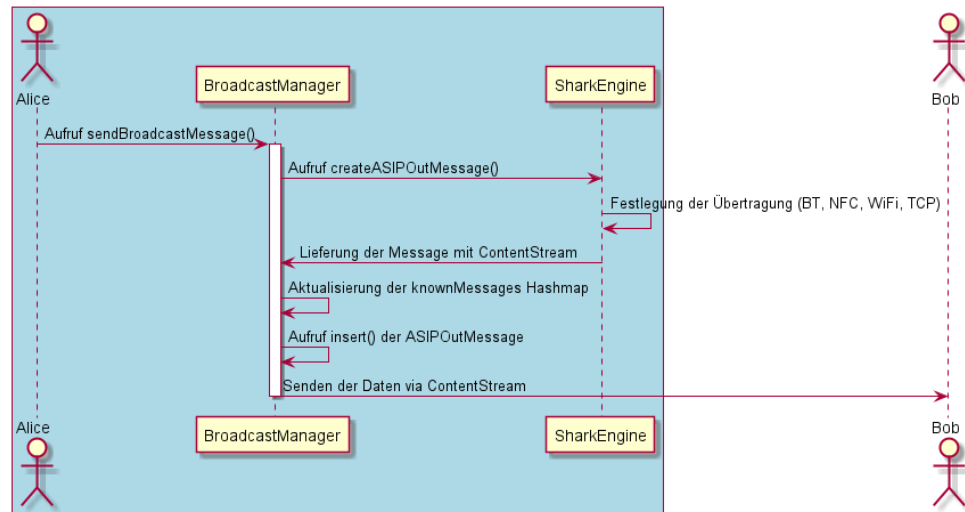 Alice
BroadcastManager
SharkEngine
Bob
Aufruf sendBroadcastMessage()
Aufruf createASIPOutMessage()
Festlegung der Übertragung (BT, NFC, WiFi, TCP)
Lieferung der Message mit ContentStream
Aktualisierung der knownMessages Hashmap
Aufruf insert() der ASIPOutMessage
Senden der Daten via ContentStream
Alice
BroadcastManager
SharkEngine
Bob